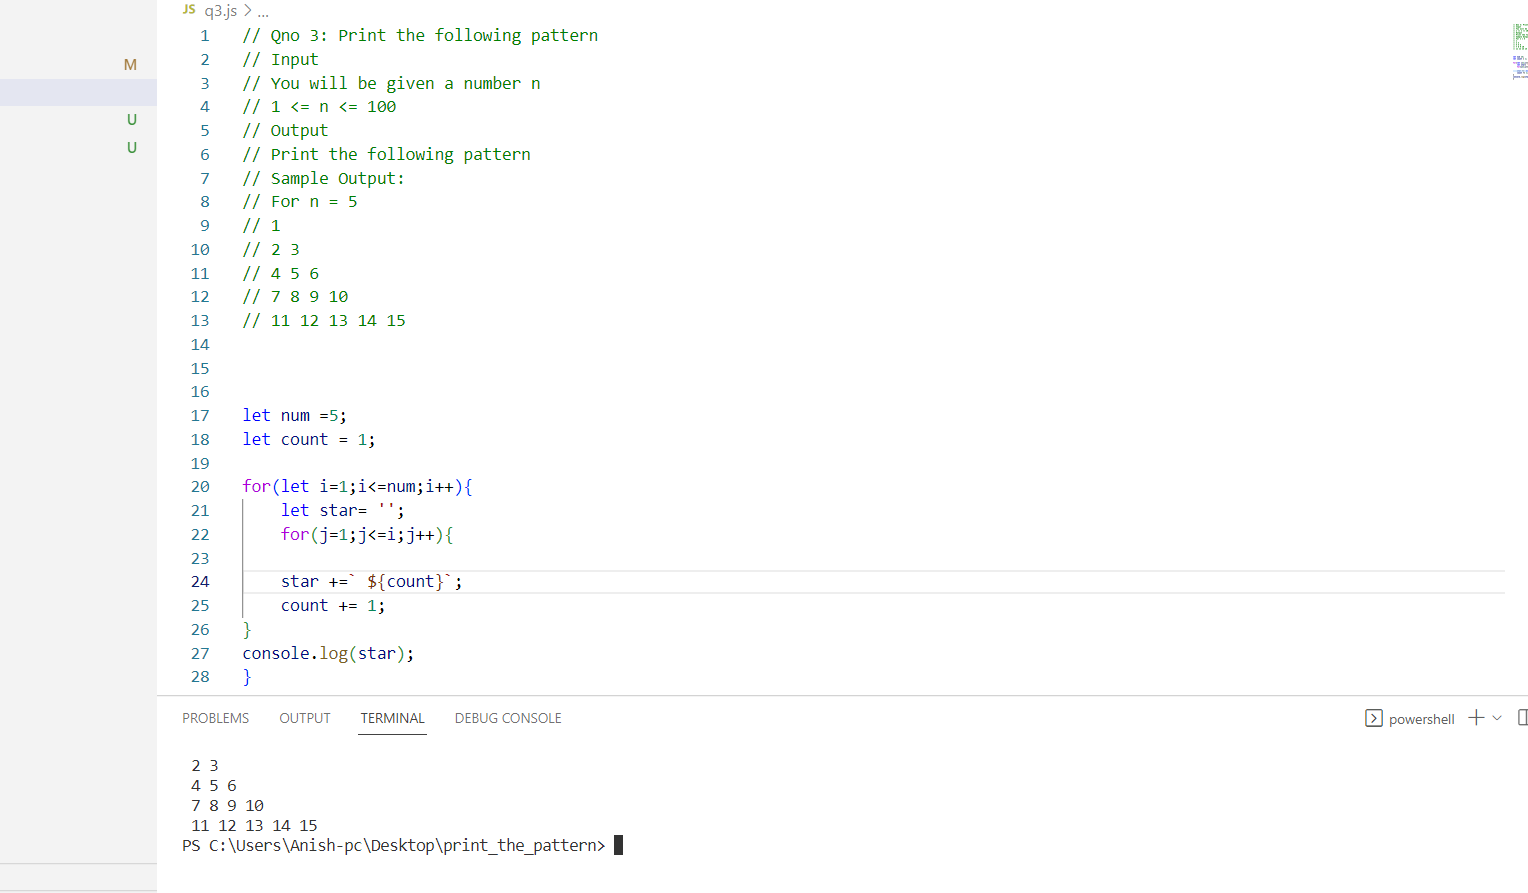 JS q3.js > ...
M
U
U
1 // Qno 3: Print the following pattern
2 // Input
3 // You will be given a number n
4 // 1 <= n <= 100
5 // Output
6 // Print the following pattern
7 // Sample Output:
8 // For n = 5
9 // 1
10 // 2 3
11 // 4 5 6
12 // 7 8 9 10
13 // 11 12 13 14 15
14
15
16
17 let num =5;
18 let count = 1;
19
20 for(let i=1;i<=num;i++){
21     let star= '';
22     for(j=1;j<=i;j++){
23
24     star +=` ${count}`;
25     count += 1;
26 }
27 console.log(star);
28 }
PROBLEMS OUTPUT TERMINAL DEBUG CONSOLE powershell
 2 3
 4 5 6
 7 8 9 10
 11 12 13 14 15
PS C:\Users\Anish-pc\Desktop\print_the_pattern>